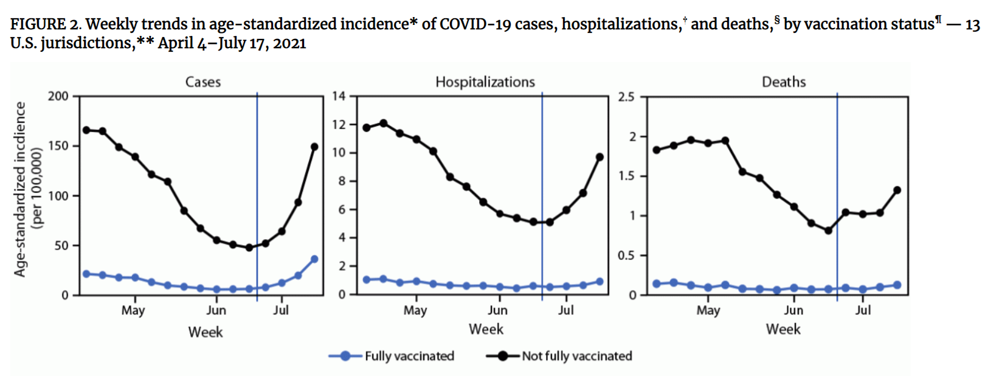 FIGURE 2. Weekly trends in age-standardized incidence* of COVID-19 cases, hospitalizations,† and deaths,§ by vaccination status¶ — 13
U.S. jurisdictions,** April 4–July 17, 2021
Cases
Hospitalizations
Deaths
Age-standardized incdience
(per 100,000)
200
150
100
50
0
May
Jun
Jul
Week
14
12
10
8
6
4
2
0
May
Jun
Jul
Week
2.5
2
1.5
1
0.5
0
May
Jun
Jul
Week
Fully vaccinated
Not fully vaccinated